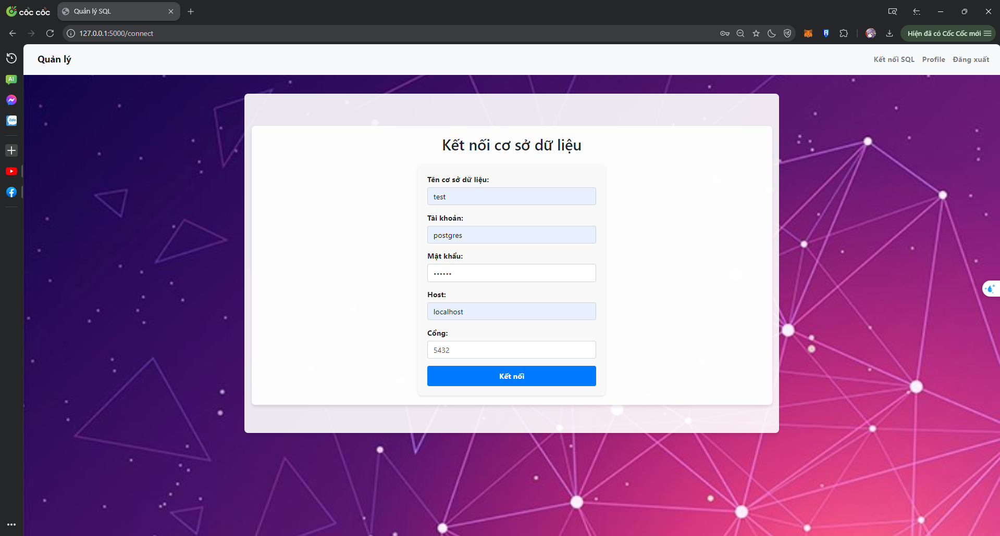 cốc cốc
Quản lý SQL
127.0.0.1:5000/connect
Hiện đã có Cốc Cốc mới
Quản lý
Kết nối SQL Profile Đăng xuất
AI
Zalo
Kết nối cơ sở dữ liệu
Tên cơ sở dữ liệu:
test
Tài khoản:
postgres
Mật khẩu:
••••••
Host:
localhost
Cổng:
5432
Kết nối